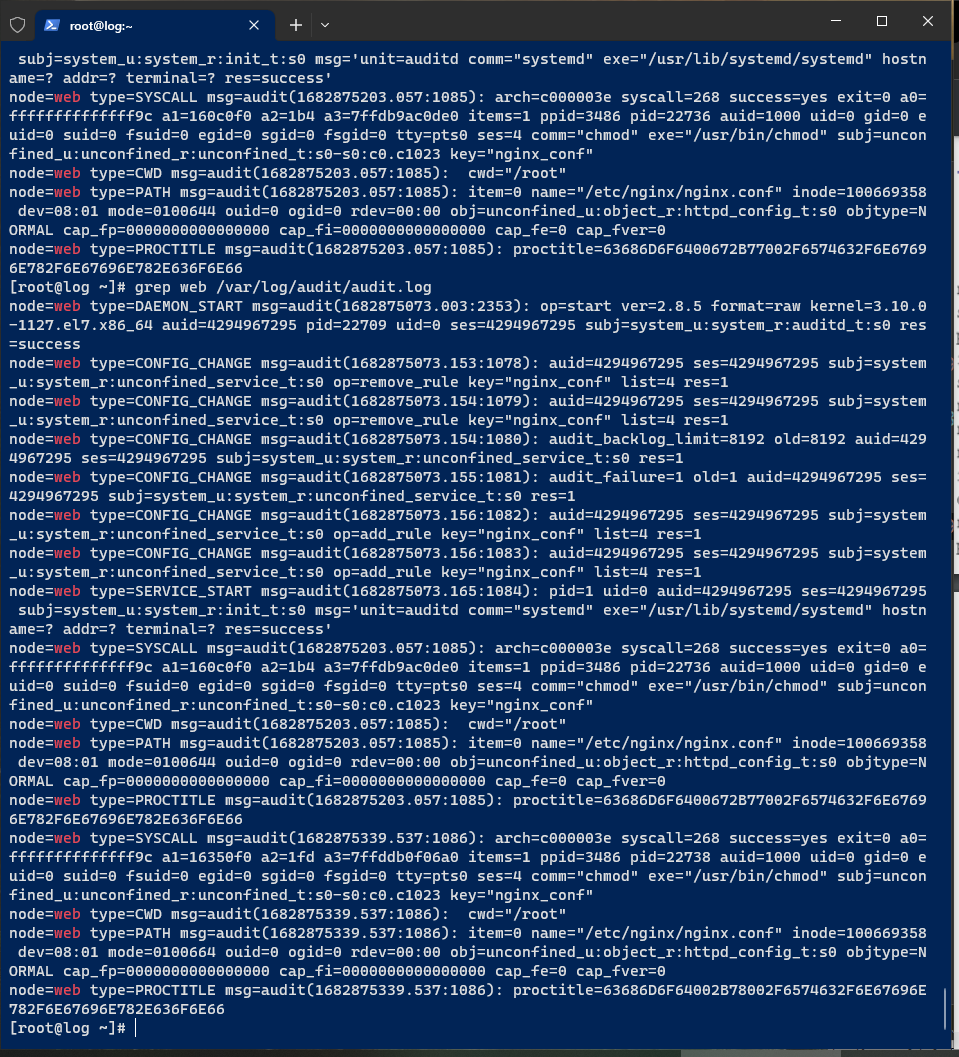 root@log:~
subj=system_u:system_r:init_t:s0 msg='unit=auditd comm="systemd" exe="/usr/lib/systemd/systemd" hostn
ame=? addr=? terminal=? res=success'
node=web type=SYSCALL msg=audit(1682875203.057:1085): arch=c000003e syscall=268 success=yes exit=0 a0=
ffffffffffffff9c a1=160c0f0 a2=1b4 a3=7ffdb9ac0de0 items=1 ppid=3486 pid=22736 auid=1000 uid=0 gid=0 e
uid=0 suid=0 fsuid=0 egid=0 sgid=0 fsgid=0 tty=pts0 ses=4 comm="chmod" exe="/usr/bin/chmod" subj=uncon
fined_u:unconfined_r:unconfined_t:s0-s0:c0.c1023 key="nginx_conf"
node=web type=CWD msg=audit(1682875203.057:1085):  cwd="/root"
node=web type=PATH msg=audit(1682875203.057:1085): item=0 name="/etc/nginx/nginx.conf" inode=100669358
dev=08:01 mode=0100644 ouid=0 ogid=0 rdev=00:00 obj=unconfined_u:object_r:httpd_config_t:s0 objtype=N
ORMAL cap_fp=0000000000000000 cap_fi=0000000000000000 cap_fe=0 cap_fver=0
node=web type=PROCTITLE msg=audit(1682875203.057:1085): proctitle=63686D6F6400672B77002F6574632F6E6769
6E782F6E67696E782E636F6E66
[root@log ~]# grep web /var/log/audit/audit.log
node=web type=DAEMON_START msg=audit(1682875073.003:2353): op=start ver=2.8.5 format=raw kernel=3.10.0
-1127.el7.x86_64 auid=4294967295 pid=22709 uid=0 ses=4294967295 subj=system_u:system_r:auditd_t:s0 res
=success
node=web type=CONFIG_CHANGE msg=audit(1682875073.153:1078): auid=4294967295 ses=4294967295 subj=system
_u:system_r:unconfined_service_t:s0 op=remove_rule key="nginx_conf" list=4 res=1
node=web type=CONFIG_CHANGE msg=audit(1682875073.154:1079): auid=4294967295 ses=4294967295 subj=system
_u:system_r:unconfined_service_t:s0 op=remove_rule key="nginx_conf" list=4 res=1
node=web type=CONFIG_CHANGE msg=audit(1682875073.154:1080): audit_backlog_limit=8192 old=8192 auid=429
4967295 ses=4294967295 subj=system_u:system_r:unconfined_service_t:s0 res=1
node=web type=CONFIG_CHANGE msg=audit(1682875073.155:1081): audit_failure=1 old=1 auid=4294967295 ses=
4294967295 subj=system_u:system_r:unconfined_service_t:s0 res=1
node=web type=CONFIG_CHANGE msg=audit(1682875073.156:1082): auid=4294967295 ses=4294967295 subj=system
_u:system_r:unconfined_service_t:s0 op=add_rule key="nginx_conf" list=4 res=1
node=web type=CONFIG_CHANGE msg=audit(1682875073.156:1083): auid=4294967295 ses=4294967295 subj=system
_u:system_r:unconfined_service_t:s0 op=add_rule key="nginx_conf" list=4 res=1
node=web type=SERVICE_START msg=audit(1682875073.165:1084): pid=1 uid=0 auid=4294967295 ses=4294967295
subj=system_u:system_r:init_t:s0 msg='unit=auditd comm="systemd" exe="/usr/lib/systemd/systemd" hostn
ame=? addr=? terminal=? res=success'
node=web type=SYSCALL msg=audit(1682875203.057:1085): arch=c000003e syscall=268 success=yes exit=0 a0=
ffffffffffffff9c a1=160c0f0 a2=1b4 a3=7ffdb9ac0de0 items=1 ppid=3486 pid=22736 auid=1000 uid=0 gid=0 e
uid=0 suid=0 fsuid=0 egid=0 sgid=0 fsgid=0 tty=pts0 ses=4 comm="chmod" exe="/usr/bin/chmod" subj=uncon
fined_u:unconfined_r:unconfined_t:s0-s0:c0.c1023 key="nginx_conf"
node=web type=CWD msg=audit(1682875203.057:1085):  cwd="/root"
node=web type=PATH msg=audit(1682875203.057:1085): item=0 name="/etc/nginx/nginx.conf" inode=100669358
dev=08:01 mode=0100644 ouid=0 ogid=0 rdev=00:00 obj=unconfined_u:object_r:httpd_config_t:s0 objtype=N
ORMAL cap_fp=0000000000000000 cap_fi=0000000000000000 cap_fe=0 cap_fver=0
node=web type=PROCTITLE msg=audit(1682875203.057:1085): proctitle=63686D6F6400672B77002F6574632F6E6769
6E782F6E67696E782E636F6E66
node=web type=SYSCALL msg=audit(1682875339.537:1086): arch=c000003e syscall=268 success=yes exit=0 a0=
ffffffffffffff9c a1=16350f0 a2=1fd a3=7ffddb0f06a0 items=1 ppid=3486 pid=22738 auid=1000 uid=0 gid=0 e
uid=0 suid=0 fsuid=0 egid=0 sgid=0 fsgid=0 tty=pts0 ses=4 comm="chmod" exe="/usr/bin/chmod" subj=uncon
fined_u:unconfined_r:unconfined_t:s0-s0:c0.c1023 key="nginx_conf"
node=web type=CWD msg=audit(1682875339.537:1086):  cwd="/root"
node=web type=PATH msg=audit(1682875339.537:1086): item=0 name="/etc/nginx/nginx.conf" inode=100669358
dev=08:01 mode=0100664 ouid=0 ogid=0 rdev=00:00 obj=unconfined_u:object_r:httpd_config_t:s0 objtype=N
ORMAL cap_fp=0000000000000000 cap_fi=0000000000000000 cap_fe=0 cap_fver=0
node=web type=PROCTITLE msg=audit(1682875339.537:1086): proctitle=63686D6F64002B78002F6574632F6E67696E
782F6E67696E782E636F6E66
[root@log ~]#